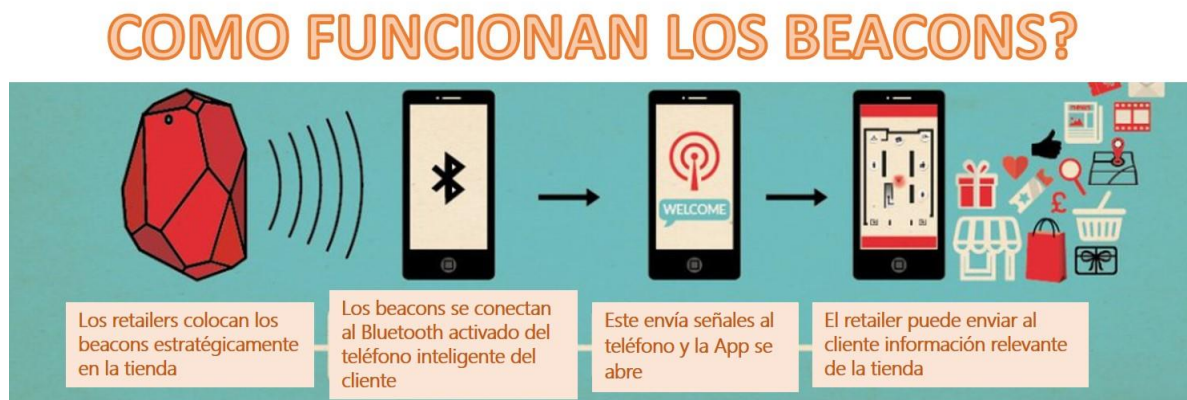 COMO FUNCIONAN LOS BEACONS?
WELCOME
£
Los retailers colocan los
beacons estratégicamente
en la tienda
Los beacons se conectan
al Bluetooth activado del
teléfono inteligente del
cliente
Este envía señales al
teléfono y la App se
abre
El retailer puede enviar al
cliente información relevante
de la tienda